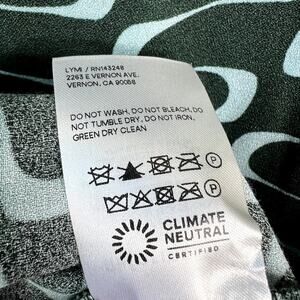 LYMI / RN143248
2263 E VERNON AVE.
VERNON, CA 90058
DO NOT WASH, DO NOT BLEACH, DO
NOT TUMBLE DRY, DO NOT IRON,
GREEN DRY CLEAN
P
P
CLIMATE
NEUTRAL
CERTIFIED